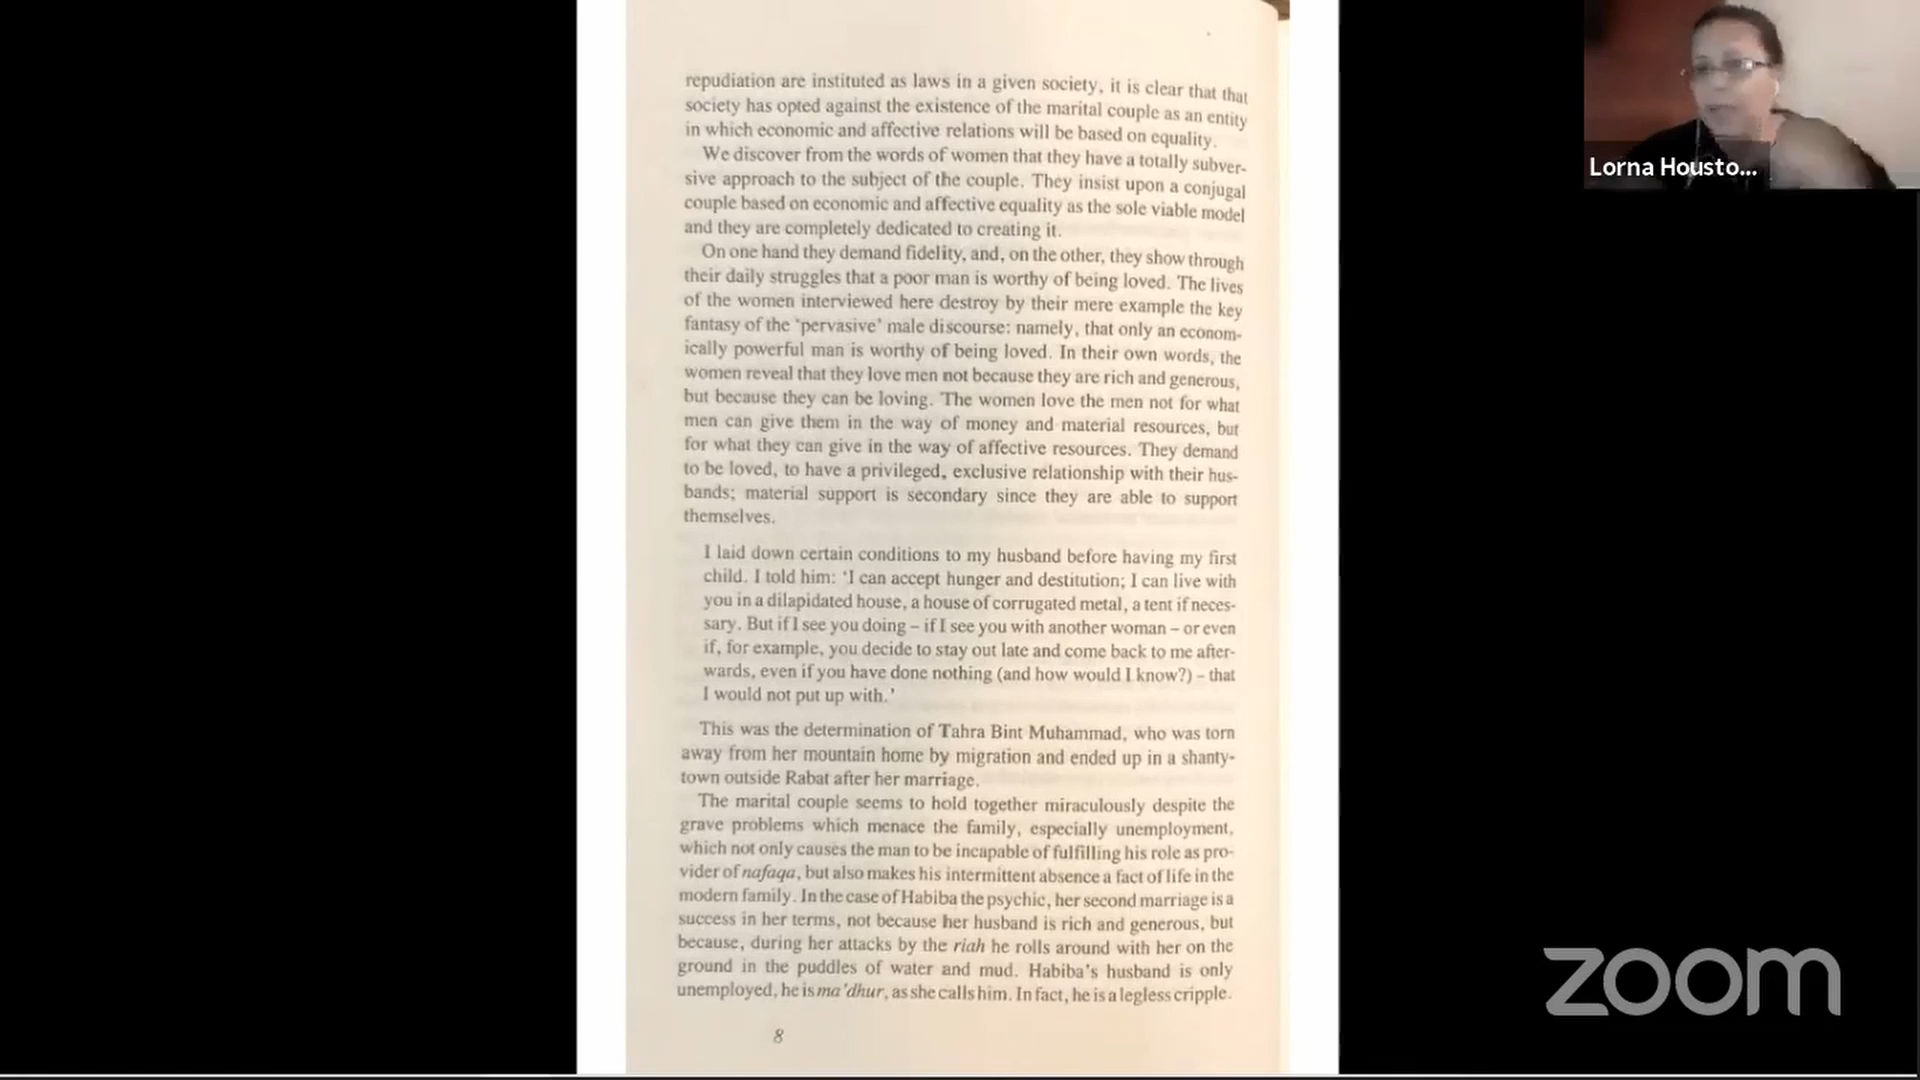 repudiation are instituted as laws in a given society, it is clear that that
society has opted against the existence of the marital couple as an entity
in which economic and affective relations will be based on equality.
We discover from the words of women that they have a totally subver-
sive approach to the subject of the couple. They insist upon a conjugal
couple based on economic and affective equality as the sole viable model
and they are completely dedicated to creating it.
On one hand they demand fidelity, and, on the other, they show through
their daily struggles that a poor man is worthy of being loved. The lives
of the women interviewed here destroy by their mere example the key
fantasy of the 'pervasive' male discourse: namely, that only an econom-
ically powerful man is worthy of being loved. In their own words, the
women reveal that they love men not because they are rich and generous,
but because they can be loving. The women love the men not for what
men can give them in the way of money and material resources, but
for what they can give in the way of affective resources. They demand
to be loved, to have a privileged, exclusive relationship with their hus-
bands; material support is secondary since they are able to support
themselves.
I laid down certain conditions to my husband before having my first
child. I told him: 'I can accept hunger and destitution; I can live with
you in a dilapidated house, a house of corrugated metal, a tent if neces-
sary. But if I see you doing – if I see you with another woman – or even
if, for example, you decide to stay out late and come back to me after-
wards, even if you have done nothing (and how would I know?) – that
I would not put up with.'
This was the determination of Tahra Bint Muhammad, who was torn
away from her mountain home by migration and ended up in a shanty-
town outside Rabat after her marriage.
The marital couple seems to hold together miraculously despite the
grave problems which menace the family, especially unemployment,
which not only causes the man to be incapable of fulfilling his role as pro-
vider of nafaqa, but also makes his intermittent absence a fact of life in the
modern family. In the case of Habiba the psychic, her second marriage is a
success in her terms, not because her husband is rich and generous, but
because, during her attacks by the riah he rolls around with her on the
ground in the puddles of water and mud. Habiba's husband is only
unemployed, he is ma'dhur, as she calls him. In fact, he is a legless cripple.
8
Lorna Housto...
zoom